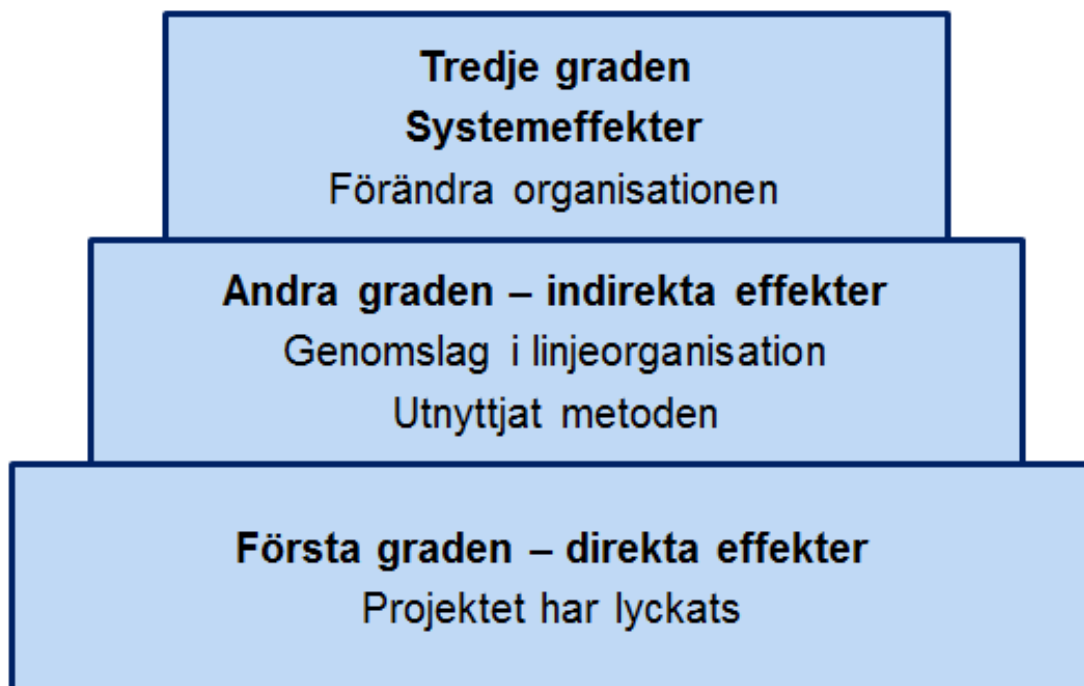 Tredje graden
Systemeffekter
Förändra organisationen
Andra graden – indirekta effekter
Genomslag i linjeorganisation
Utnyttjat metoden
Första graden – direkta effekter
Projektet har lyckats